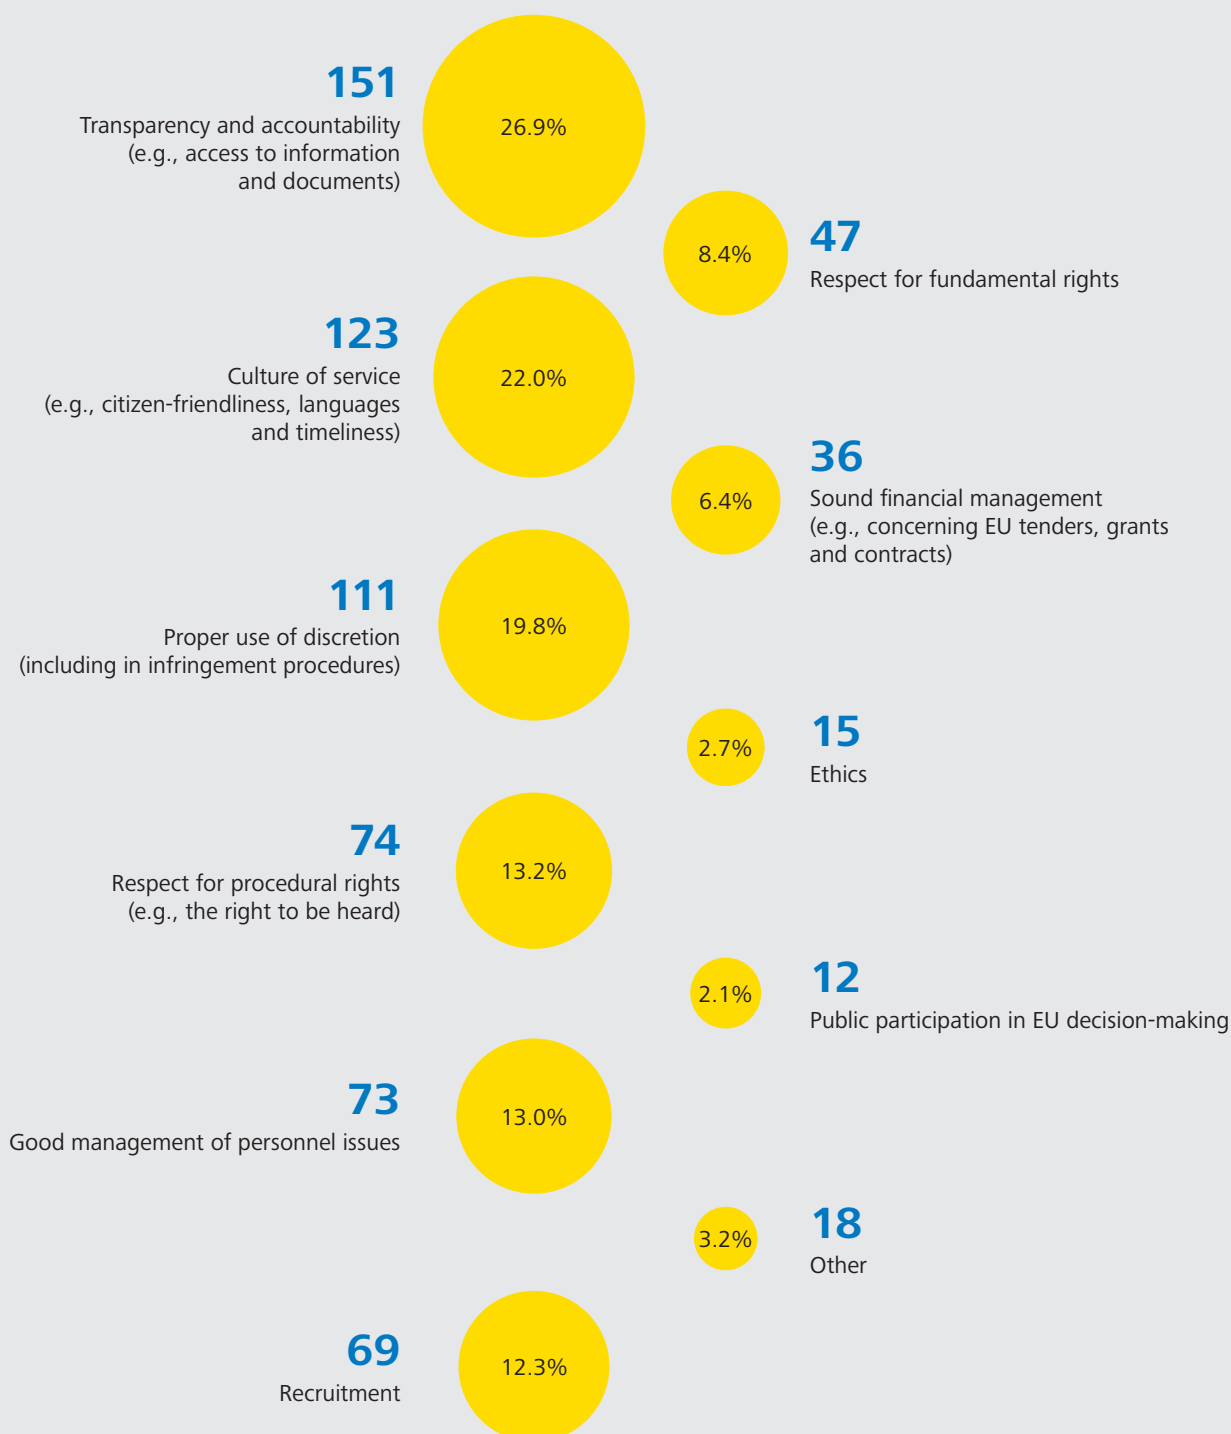 151
Transparency and accountability
(e.g., access to information
and documents)
26.9%
8.4%
47
Respect for fundamental rights
123
Culture of service
(e.g., citizen-friendliness, languages
and timeliness)
22.0%
6.4%
36
Sound financial management
(e.g., concerning EU tenders, grants
and contracts)
111
Proper use of discretion
(including in infringement procedures)
19.8%
2.7%
15
Ethics
74
Respect for procedural rights
(e.g., the right to be heard)
13.2%
2.1%
12
Public participation in EU decision-making
73
Good management of personnel issues
13.0%
3.2%
18
Other
69
Recruitment
12.3%